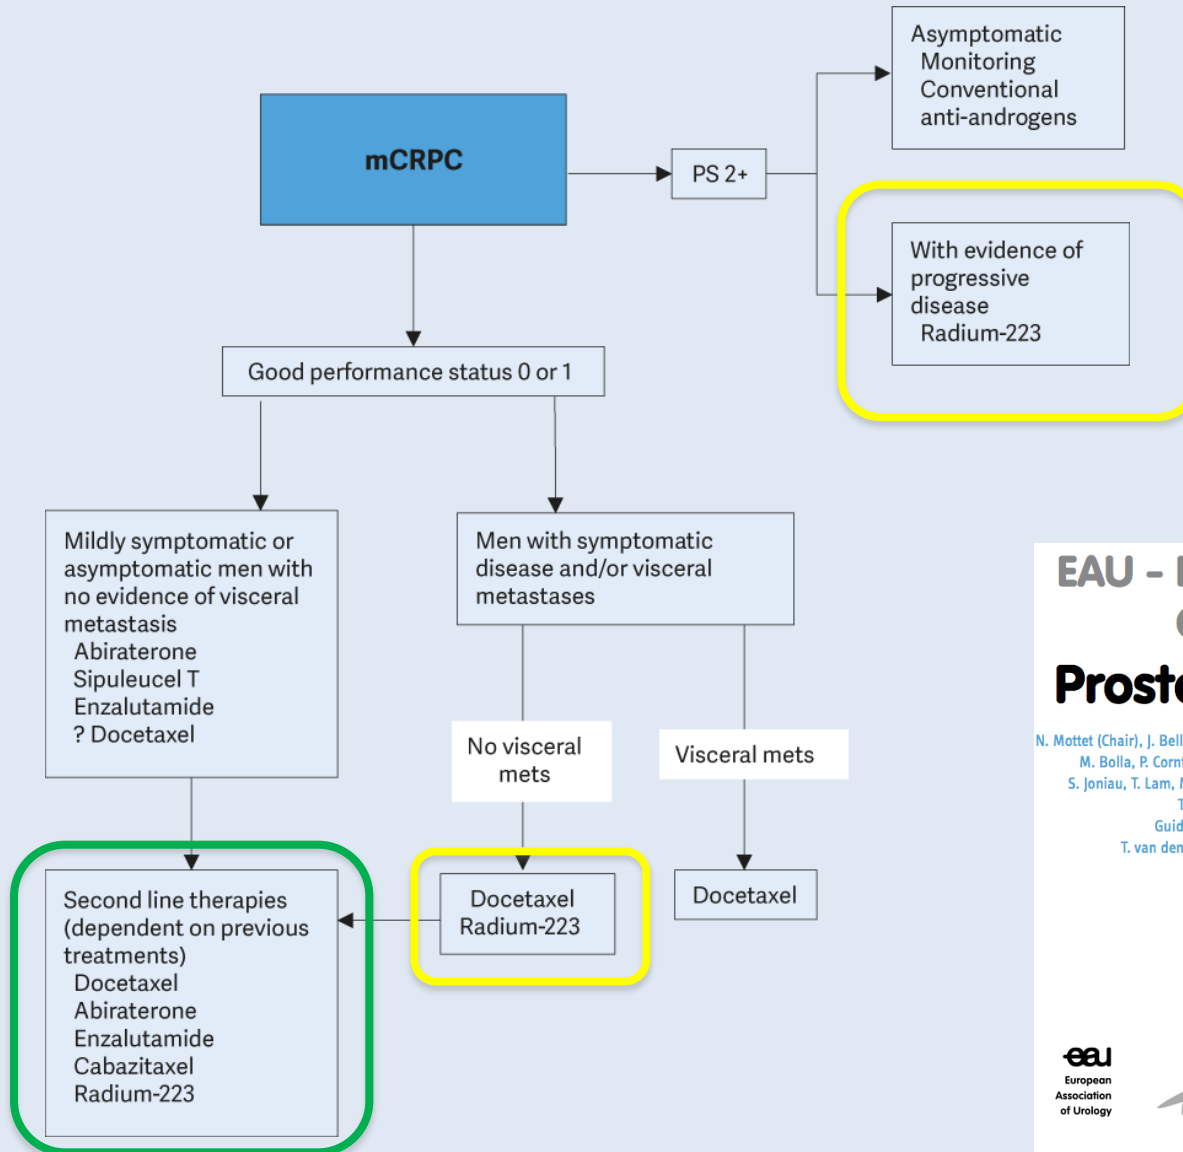 mCRPC
PS 2+
Asymptomatic
Monitoring
Conventional
anti-androgens
With evidence of
progressive
disease
Radium-223
Good performance status 0 or 1
Mildly symptomatic or
asymptomatic men with
no evidence of visceral
metastasis
Abiraterone
Sipuleucel T
Enzalutamide
? Docetaxel
Men with symptomatic
disease and/or visceral
metastases
No visceral
mets
Visceral mets
Second line therapies
(dependent on previous
treatments)
Docetaxel
Abiraterone
Enzalutamide
Cabazitaxel
Radium-223
Docetaxel
Radium-223
Docetaxel
EAU -
N. Mottet (Chair), J. Bell
M. Bolla, P. Corn
S. Joniau, T. Lam,
Guid
T. van den
eau
European
Association
of Urology